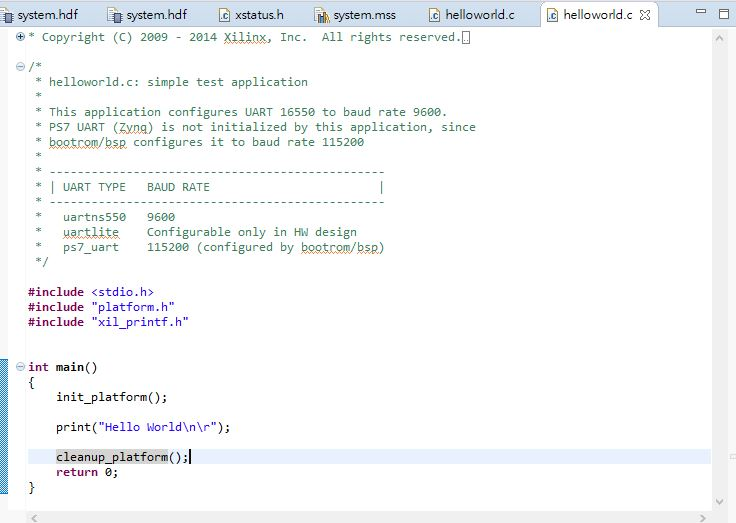 system.hdf system.hdf xstatus.h system.mss helloworld.c helloworld.c
* Copyright (C) 2009 - 2014 Xilinx, Inc.  All rights reserved.
/*
 * helloworld.c: simple test application
 *
 * This application configures UART 16550 to baud rate 9600.
 * PS7 UART (Zynq) is not initialized by this application, since
 * bootrom/bsp configures it to baud rate 115200
 *
 * ------------------------------------------------
 * | UART TYPE   BAUD RATE                        |
 * ------------------------------------------------
 *   uartns550   9600
 *   uartlite    Configurable only in HW design
 *   ps7_uart    115200 (configured by bootrom/bsp)
 */
#include <stdio.h>
#include "platform.h"
#include "xil_printf.h"
int main()
{
    init_platform();
    print("Hello World\n\r");
    cleanup_platform();
    return 0;
}